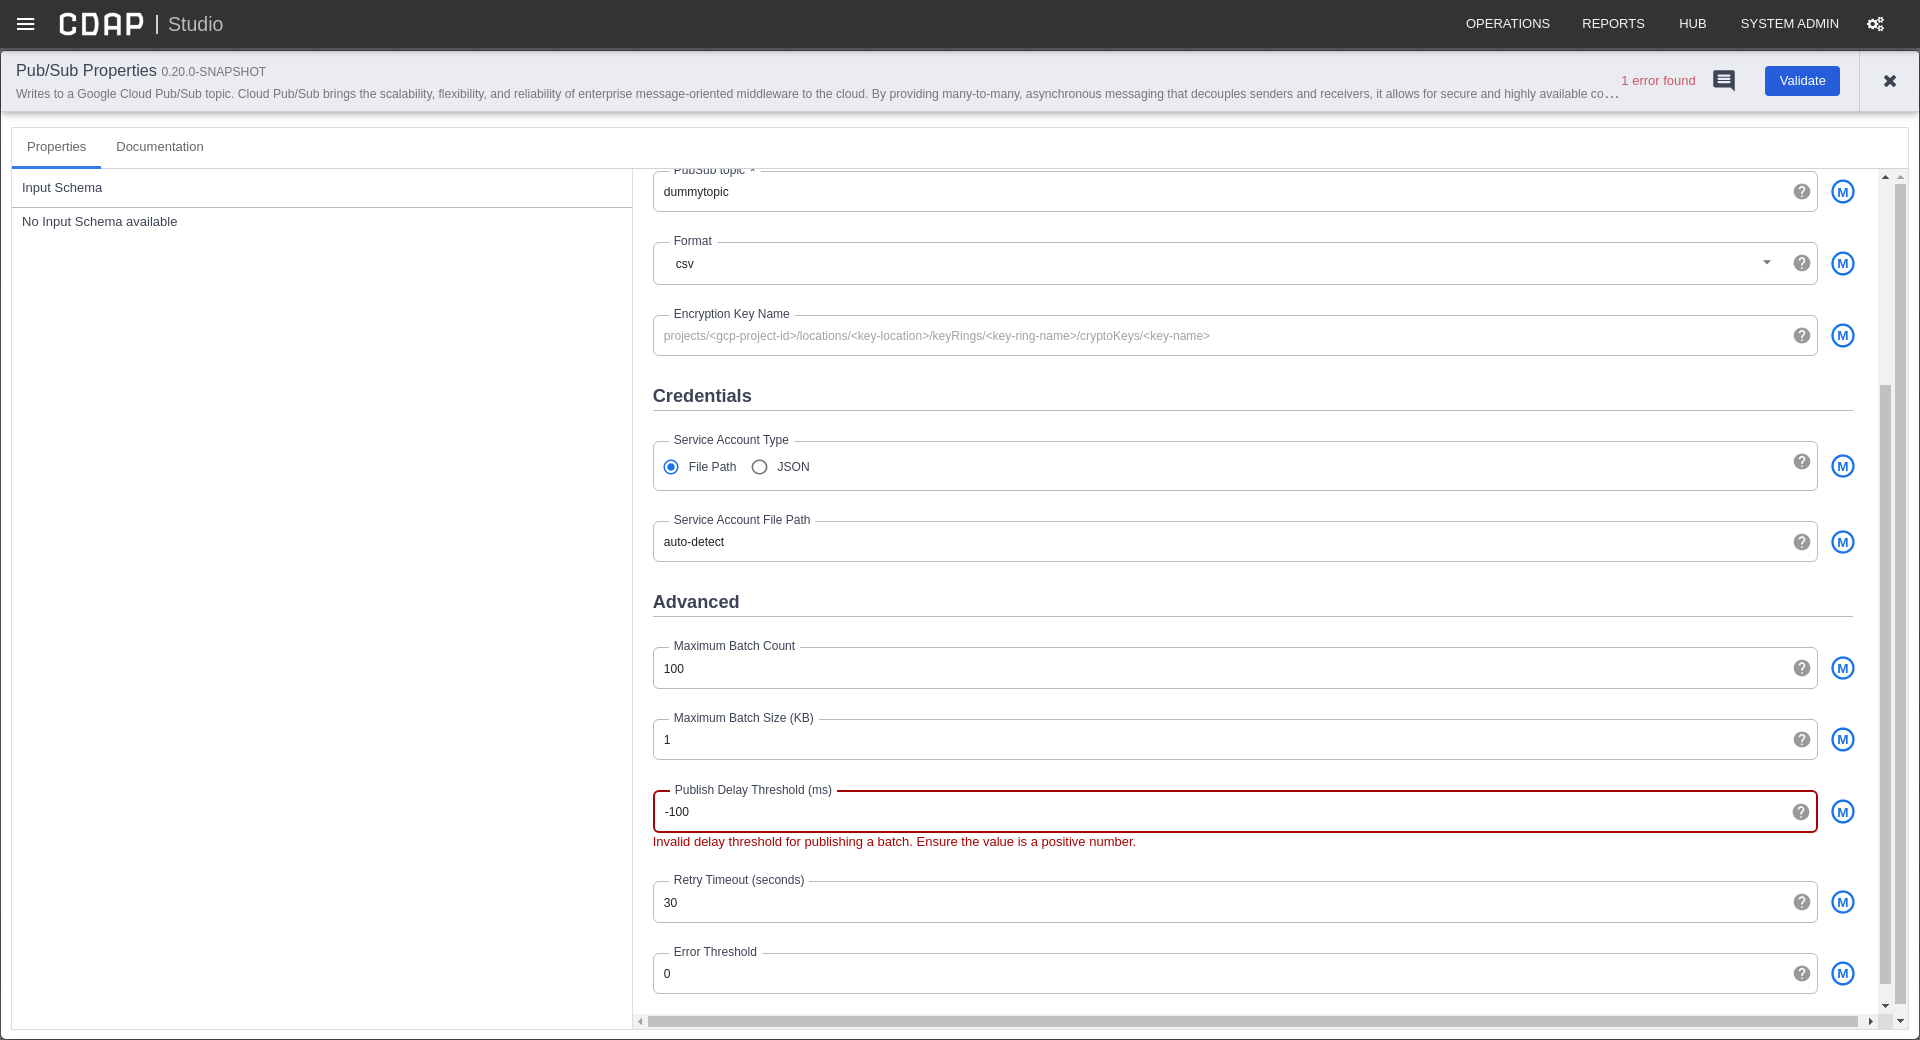 CDAP | Studio
OPERATIONS REPORTS HUB SYSTEM ADMIN
Pub/Sub Properties 0.20.0-SNAPSHOT
Writes to a Google Cloud Pub/Sub topic. Cloud Pub/Sub brings the scalability, flexibility, and reliability of enterprise message-oriented middleware to the cloud. By providing many-to-many, asynchronous messaging that decouples senders and receivers, it allows for secure and highly available co...
1 error found
Validate
Properties Documentation
Input Schema
No Input Schema available
PubSub topic *
dummytopic
M
Format
csv
M
Encryption Key Name
projects/<gcp-project-id>/locations/<key-location>/keyRings/<key-ring-name>/cryptoKeys/<key-name>
M
Credentials
Service Account Type
File Path JSON
M
Service Account File Path
auto-detect
M
Advanced
Maximum Batch Count
100
M
Maximum Batch Size (KB)
1
M
Publish Delay Threshold (ms)
-100
M
Invalid delay threshold for publishing a batch. Ensure the value is a positive number.
Retry Timeout (seconds)
30
M
Error Threshold
0
M